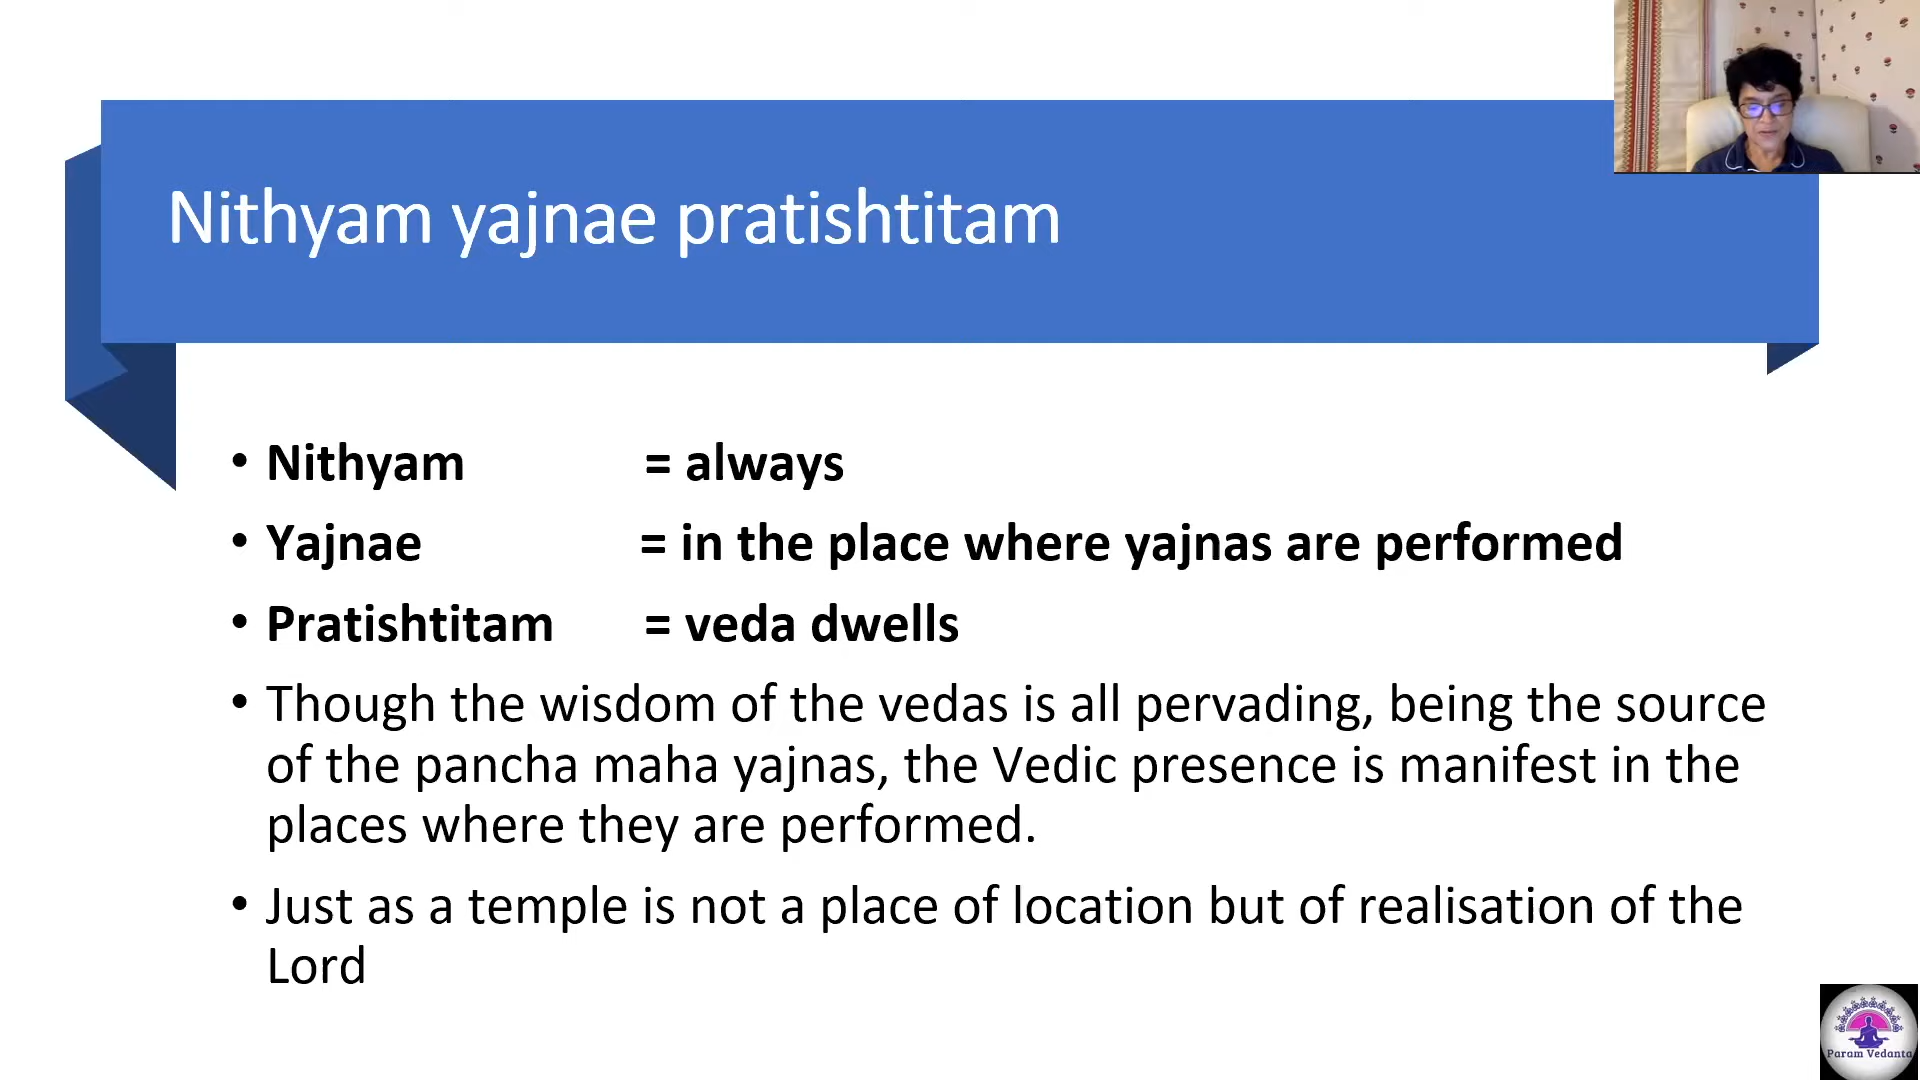 Nithyam yajnae pratishtitam
• Nithyam = always
• Yajnae = in the place where yajnas are performed
• Pratishtitam = veda dwells
• Though the wisdom of the vedas is all pervading, being the source
of the pancha maha yajnas, the Vedic presence is manifest in the
places where they are performed.
• Just as a temple is not a place of location but of realisation of the
Lord
Param Vedanta